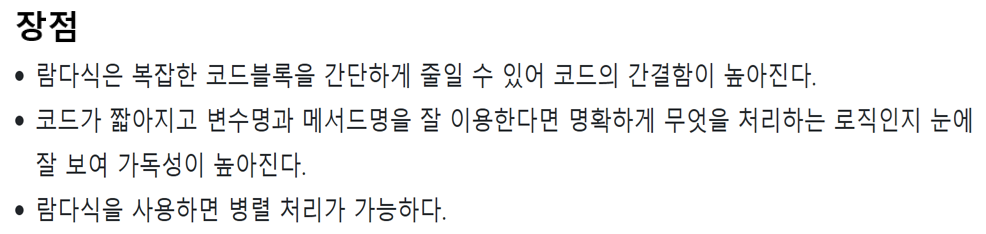 장점
• 람다식은 복잡한 코드블록을 간단하게 줄일 수 있어 코드의 간결함이 높아진다.
• 코드가 짧아지고 변수명과 메서드명을 잘 이용한다면 명확하게 무엇을 처리하는 로직인지 눈에
잘 보여 가독성이 높아진다.
• 람다식을 사용하면 병렬 처리가 가능하다.